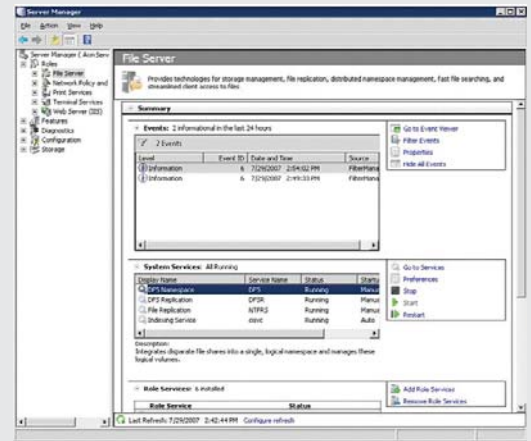 Server Manager
File Action View Help
Server Manager (
Roles
File Server
Network Policy and
Print Services
Terminal Services
Web Server (IIS)
Features
Diagnostics
Configuration
Storage
File Server
Provides technologies for storage management, file replication, distributed namespace management, fast file searching, and
streamlined client access to files.
Summary
Events: 2 informational in the last 24 hours
2 Events
Level Event ID Date and Time Source
Information 6 7/29/2007 2:54:02 PM FilterMana
Information 6 7/29/2007 2:49:33 PM FilterMana
Go to Event Viewer
Filter Events
Properties
Hide All Events
System Services: All Running
Display Name Service Name Status Startu
DFS Namespace DFS Running Manua
DFS Replication DFSR Running Manua
File Replication NTFRS Running Manua
Indexing Service cisvc Running Auto
Description:
Integrates disparate file shares into a single, logical namespace and manages these
logical volumes.
Go to Services
Preferences
Stop
Start
Restart
Role Services: 6 installed
Role Service Status
Add Role Services
Remove Role Services
Last Refresh: 7/29/2007 2:42:44 PM Configure refresh